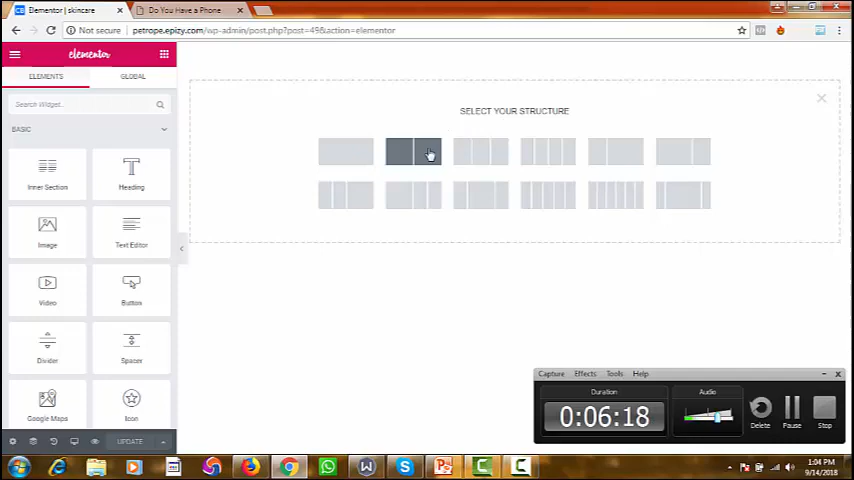 Elementor | skincare
Do You Have a Phone
Not secure
petrope.epizy.com/wp-admin/post.php?post=49&action=elementor
elementor
ELEMENTS
GLOBAL
Search Widget...
BASIC
Inner Section
Heading
Image
Text Editor
Video
Button
Divider
Spacer
Google Maps
Icon
UPDATE
SELECT YOUR STRUCTURE
Capture
Effects
Tools
Help
Duration
Audio
0:06:18
Delete
Pause
Stop
1:04 PM
9/14/2018